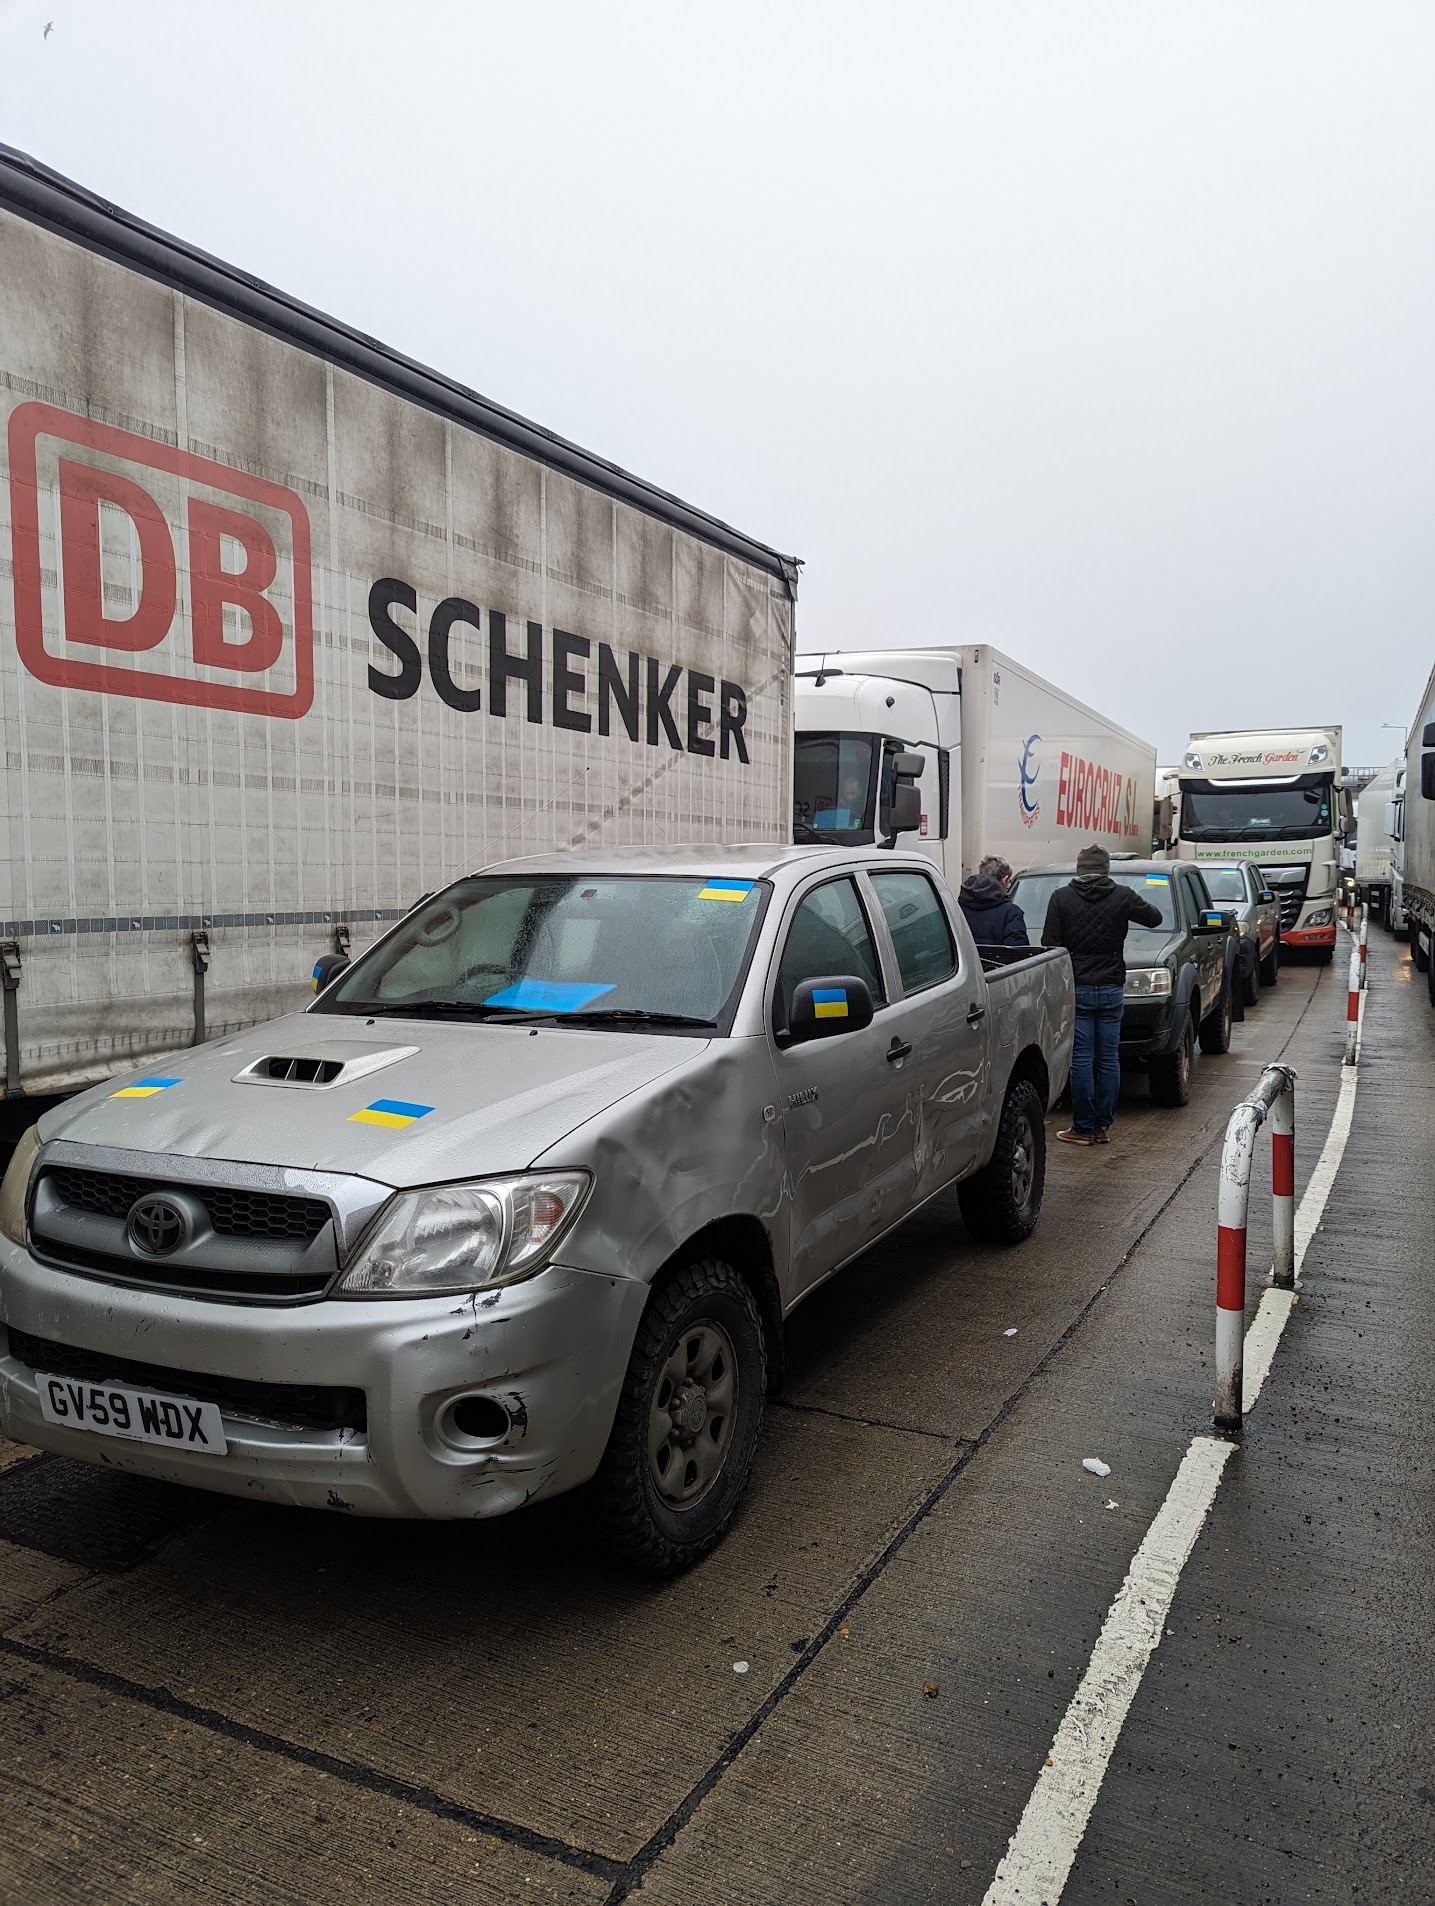 DB SCHENKER
EUROCRUZ, S.L.
The French Garden
www.frenchgarden.com
HILUX
GV59 WDX